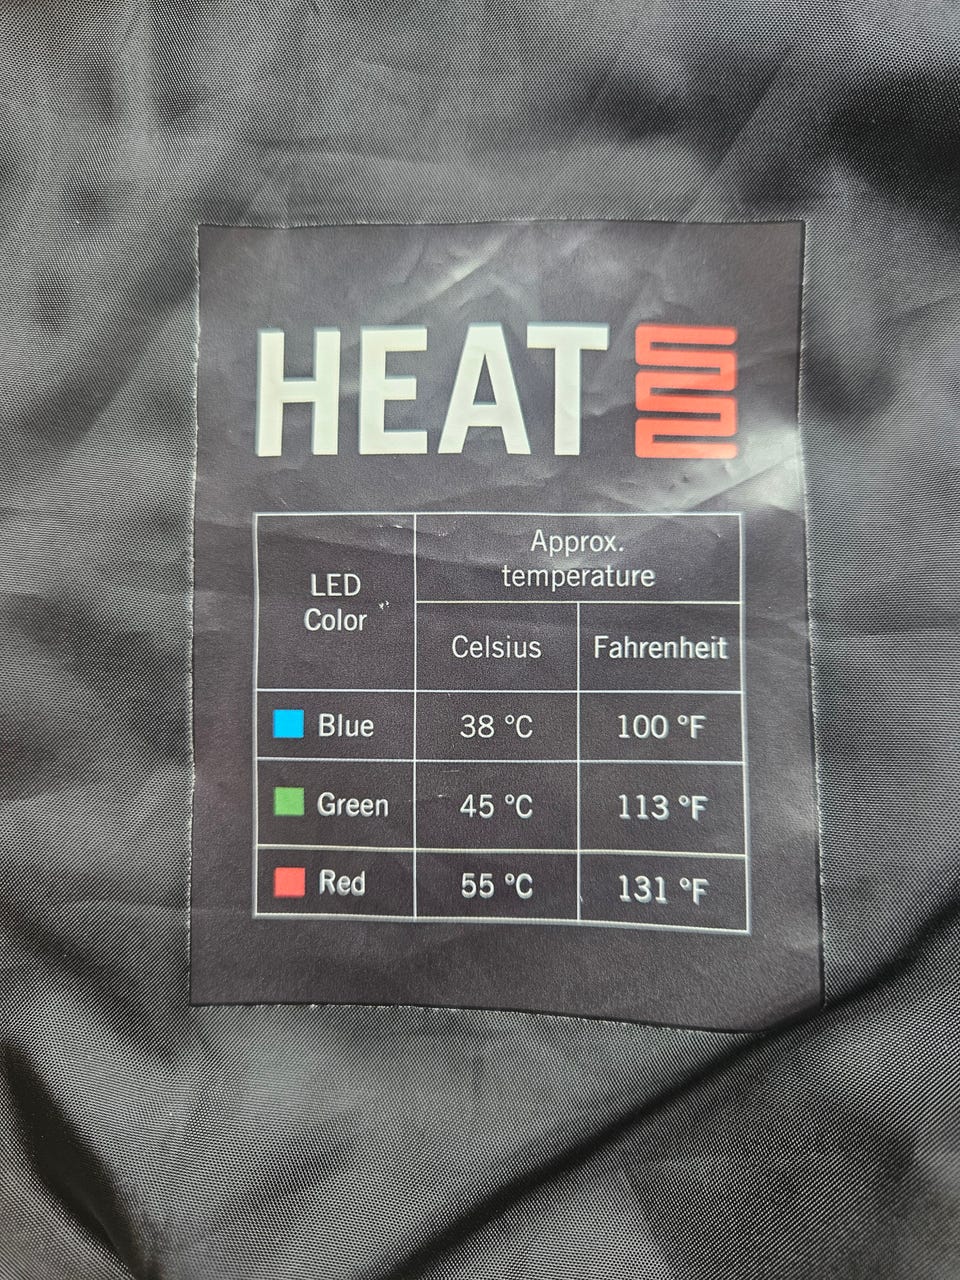 HEAT
LED
Color
Approx.
temperature
Celsius Fahrenheit
Blue 38 °C 100 °F
Green 45 °C 113 °F
Red 55 °C 131 °F